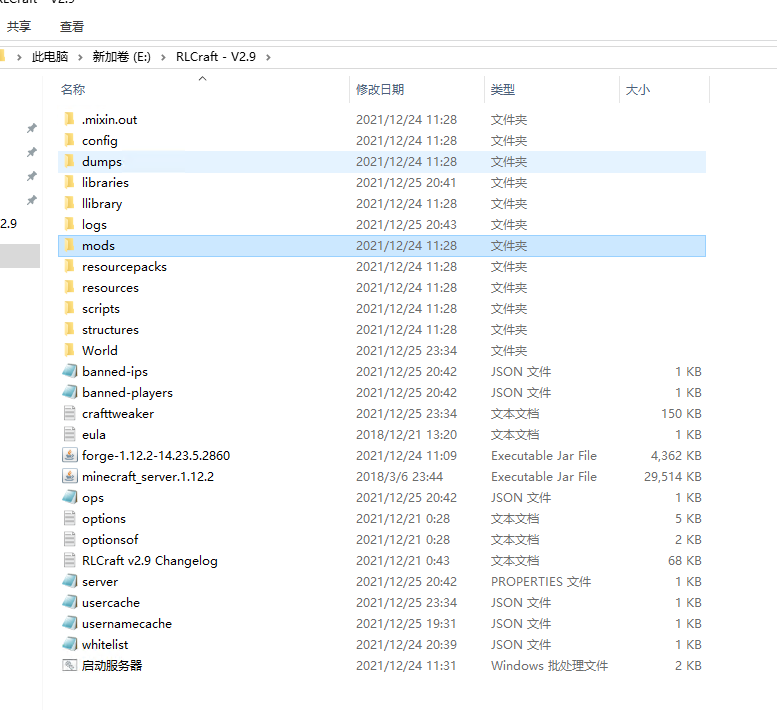 RLCraft - V2.9
共享 查看
此电脑 > 新加卷 (E:) > RLCraft - V2.9 >
名称 修改日期 类型 大小
.mixin.out 2021/12/24 11:28 文件夹
config 2021/12/24 11:28 文件夹
dumps 2021/12/24 11:28 文件夹
libraries 2021/12/25 20:41 文件夹
llibrary 2021/12/24 11:28 文件夹
logs 2021/12/25 20:43 文件夹
2.9
mods 2021/12/24 11:28 文件夹
resourcepacks 2021/12/24 11:28 文件夹
resources 2021/12/24 11:28 文件夹
scripts 2021/12/24 11:28 文件夹
structures 2021/12/24 11:28 文件夹
World 2021/12/25 23:34 文件夹
banned-ips 2021/12/25 20:42 JSON 文件 1 KB
banned-players 2021/12/25 20:42 JSON 文件 1 KB
crafttweaker 2021/12/25 23:34 文本文档 150 KB
eula 2018/12/21 13:20 文本文档 1 KB
forge-1.12.2-14.23.5.2860 2021/12/24 11:09 Executable Jar File 4,362 KB
minecraft_server.1.12.2 2018/3/6 23:44 Executable Jar File 29,514 KB
ops 2021/12/25 20:42 JSON 文件 1 KB
options 2021/12/21 0:28 文本文档 5 KB
optionsof 2021/12/21 0:28 文本文档 2 KB
RLCraft v2.9 Changelog 2021/12/21 0:43 文本文档 68 KB
server 2021/12/25 20:42 PROPERTIES 文件 1 KB
usercache 2021/12/25 23:34 JSON 文件 1 KB
usernamecache 2021/12/25 19:31 JSON 文件 1 KB
whitelist 2021/12/24 20:39 JSON 文件 1 KB
启动服务器 2021/12/24 11:31 Windows 批处理文件 2 KB